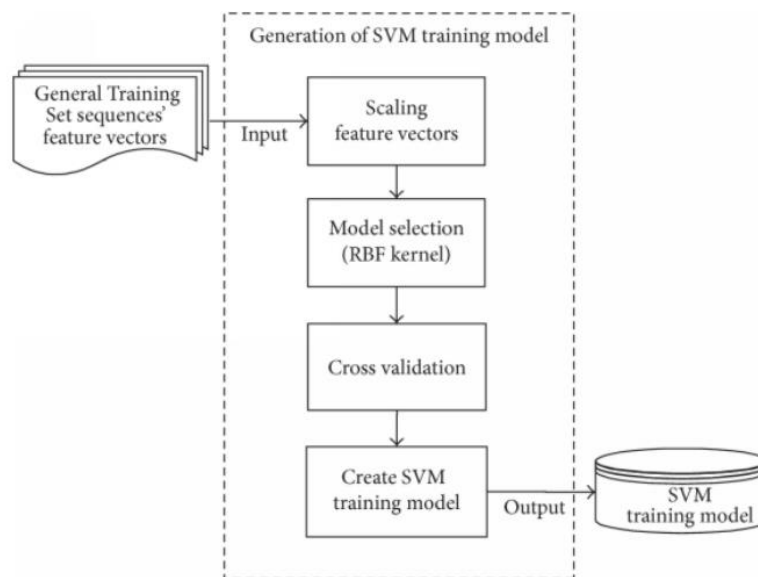 Generation of SVM training model
General Training
Set sequences'
feature vectors
Input
Scaling
feature vectors
Model selection
(RBF kernel)
Cross validation
Create SVM
training model
Output
SVM
training model